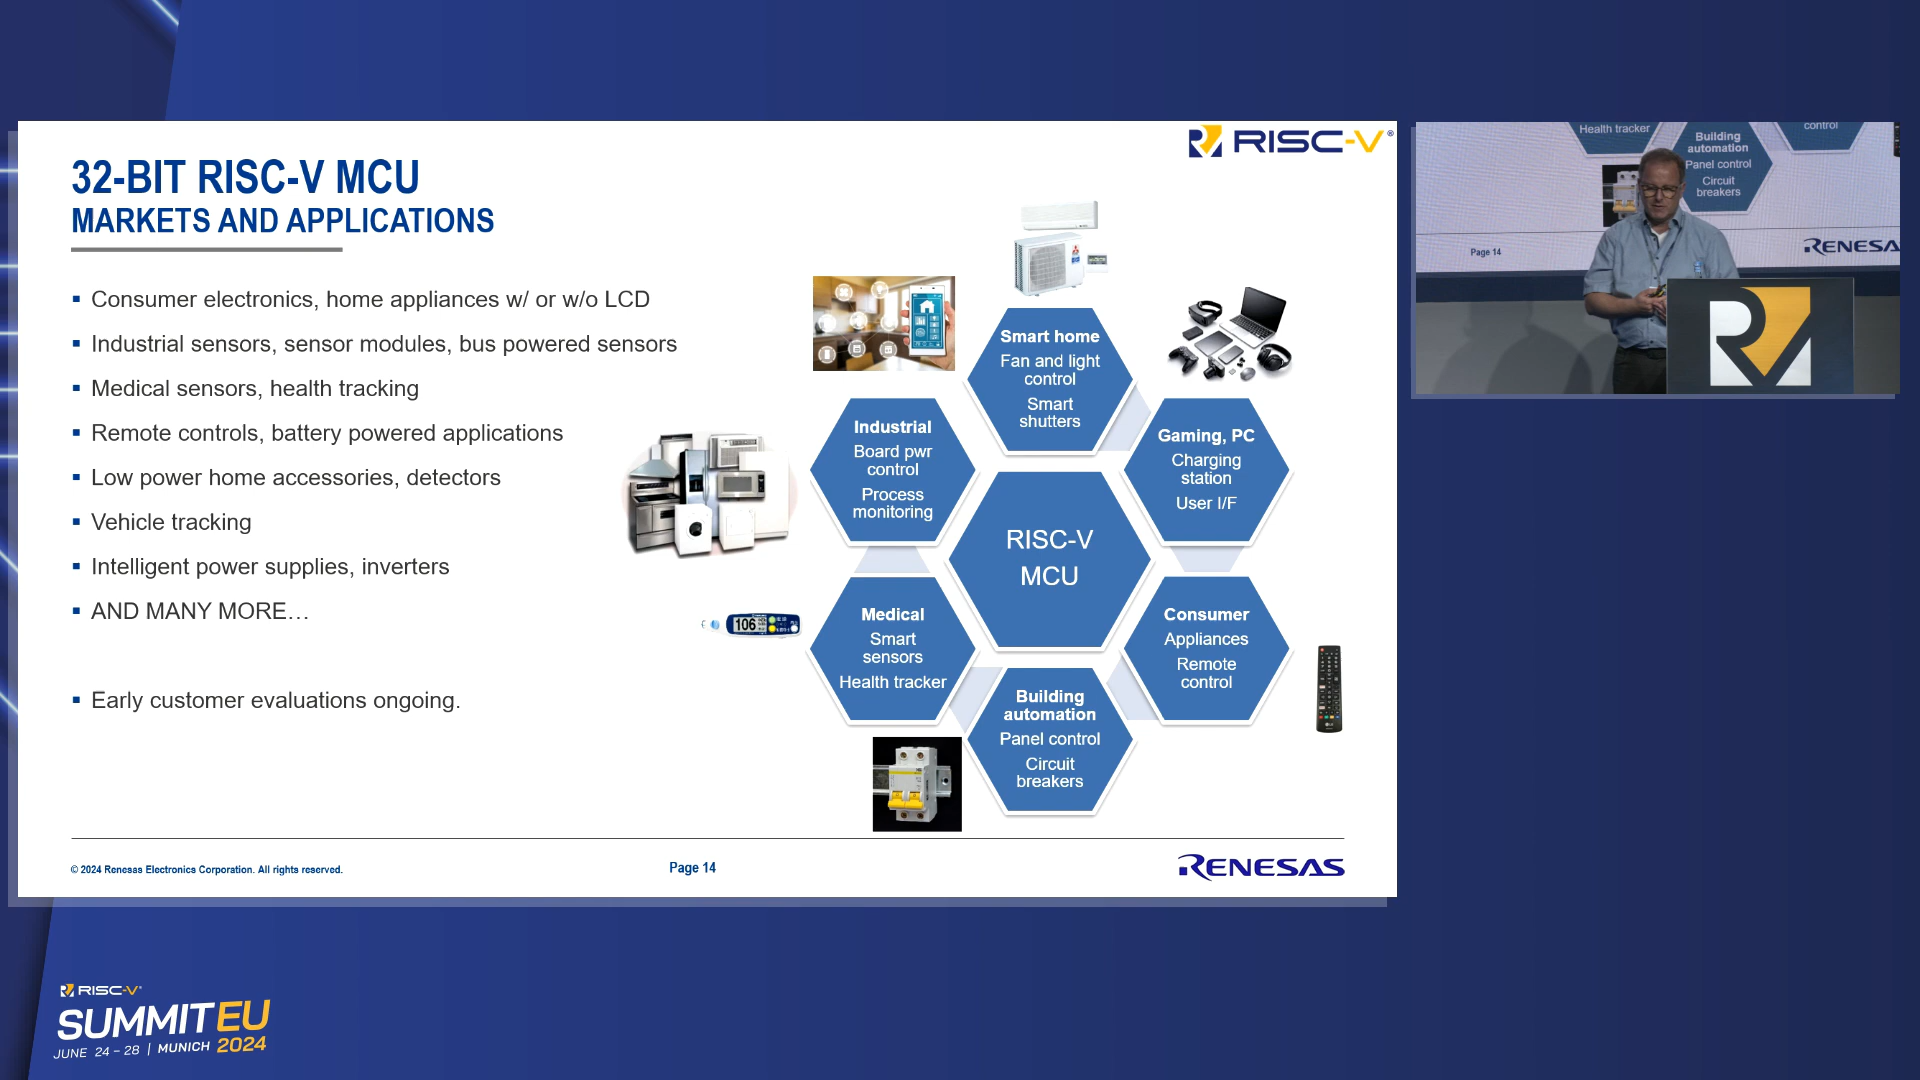 RISC-V®
32-BIT RISC-V MCU
MARKETS AND APPLICATIONS
▪ Consumer electronics, home appliances w/ or w/o LCD
▪ Industrial sensors, sensor modules, bus powered sensors
▪ Medical sensors, health tracking
▪ Remote controls, battery powered applications
▪ Low power home accessories, detectors
▪ Vehicle tracking
▪ Intelligent power supplies, inverters
▪ AND MANY MORE…
▪ Early customer evaluations ongoing.
Smart home
Fan and light
control
Smart
shutters
Industrial
Board pwr
control
Process
monitoring
Gaming, PC
Charging
station
User I/F
RISC-V
MCU
Medical
Smart
sensors
Health tracker
106
Consumer
Appliances
Remote
control
Building
automation
Panel control
Circuit
breakers
© 2024 Renesas Electronics Corporation. All rights reserved.
Page 14
RENESAS
Health tracker
Building
automation
Panel control
Circuit
breakers
control
Page 14
RENESA
RISC-V®
SUMMIT EU
JUNE 24 – 28 | MUNICH 2024